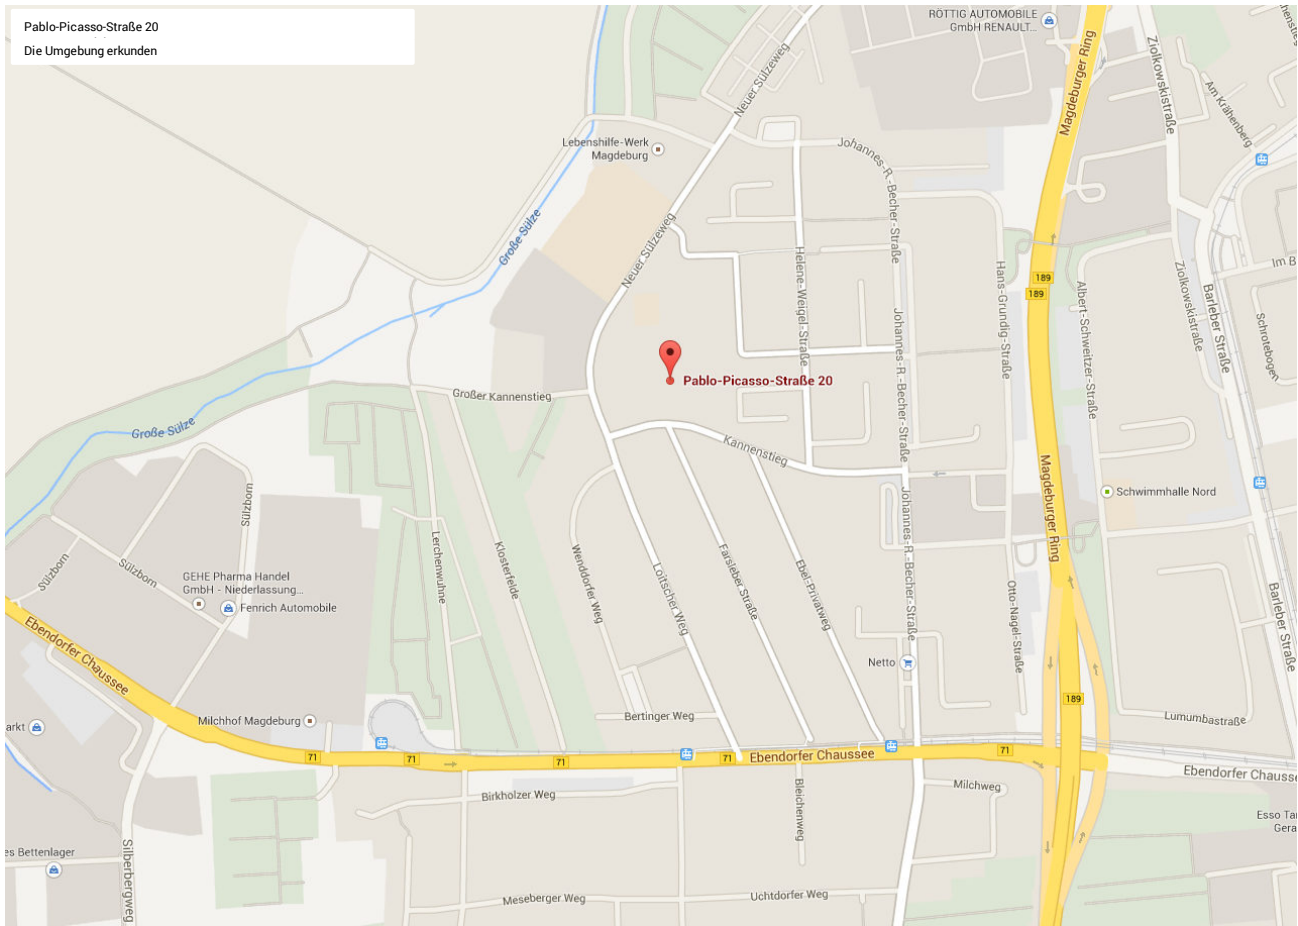 Pablo-Picasso-Straße 20
Die Umgebung erkunden
RÖTTIG AUTOMOBILE
GmbH RENAULT...
Magdeburger Ring
Ziolkowskistraße
Am Krähenberg
Neuer Sülzeweg
Lebenshilfe-Werk
Magdeburg
Johannes-R.-Becher-Straße
Große Sülze
Neuer Sülzeweg
Helene-Weigel-Straße
Hans-Grundig-Straße
189
189
Albert-Schweitzer-Straße
Ziolkowskistraße
Barleber Straße
Im B
Schrotebogen
Johannes-R.-Becher-Straße
Pablo-Picasso-Straße 20
Großer Kannenstieg
Große Sülze
Kannenstieg
Magdeburger Ring
Schwimmhalle Nord
Sülzborn
Sülzborn
Sülzborn
Lerchenwuhne
Klosterfelde
Wenddorfer Weg
Loitscher Weg
Farsleber Straße
Ebel-Privatweg
Johannes-R.-Becher-Straße
Otto-Nagel-Straße
Barleber Straße
GEHE Pharma Handel
GmbH - Niederlassung...
Fenrich Automobile
Ebendorfer Chaussee
Netto
189
arkt
Milchhof Magdeburg
Bertinger Weg
Lumumbastraße
71
71
71
71
Ebendorfer Chaussee
71
Ebendorfer Chausse
Birkholzer Weg
Bleichenweg
Milchweg
Esso Tan
Gera
es Bettenlager
Silberbergweg
Meseberger Weg
Uchtdorfer Weg